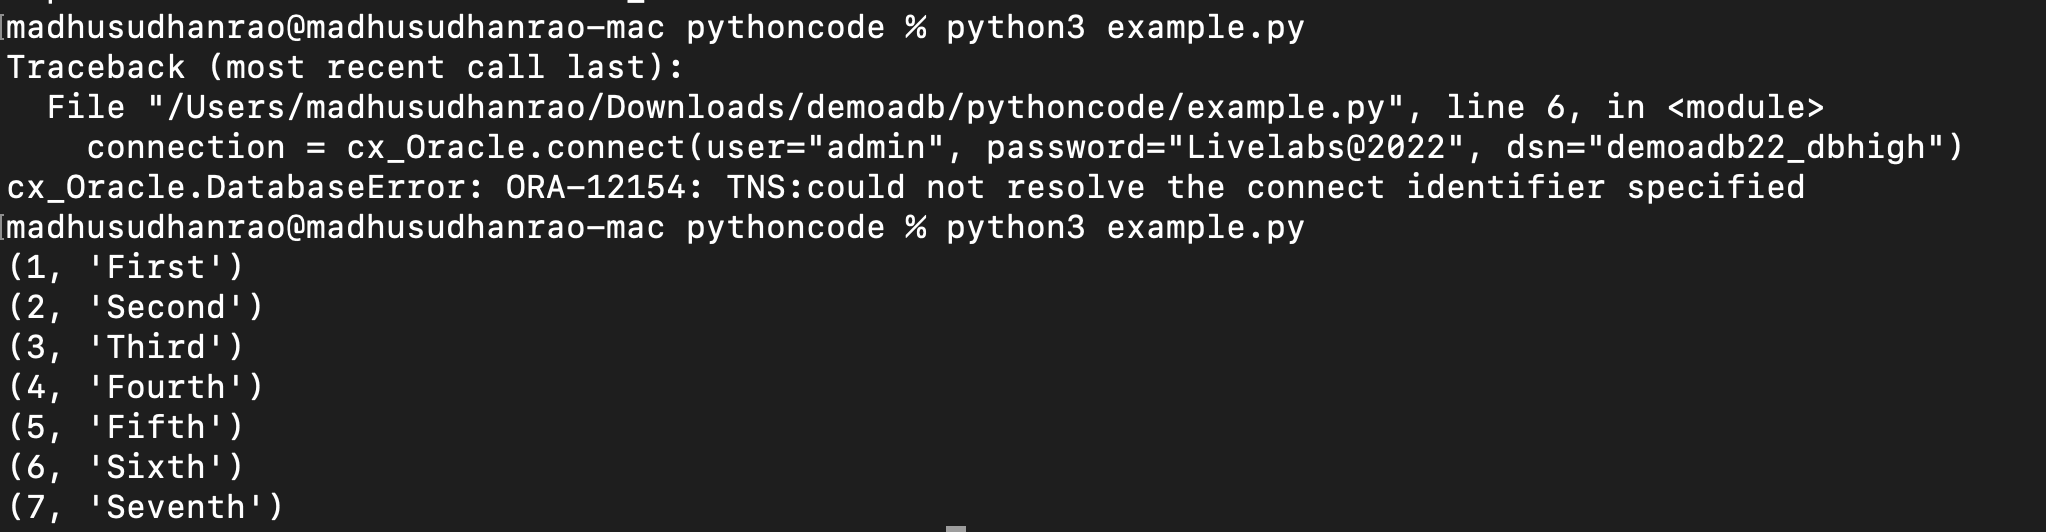 madhusudhanrao@madhusudhanrao-mac pythoncode % python3 example.py
Traceback (most recent call last):
  File "/Users/madhusudhanrao/Downloads/demoadb/pythoncode/example.py", line 6, in <module>
    connection = cx_Oracle.connect(user="admin", password="Livelabs@2022", dsn="demoadb22_dbhigh")
cx_Oracle.DatabaseError: ORA-12154: TNS:could not resolve the connect identifier specified
madhusudhanrao@madhusudhanrao-mac pythoncode % python3 example.py
(1, 'First')
(2, 'Second')
(3, 'Third')
(4, 'Fourth')
(5, 'Fifth')
(6, 'Sixth')
(7, 'Seventh')